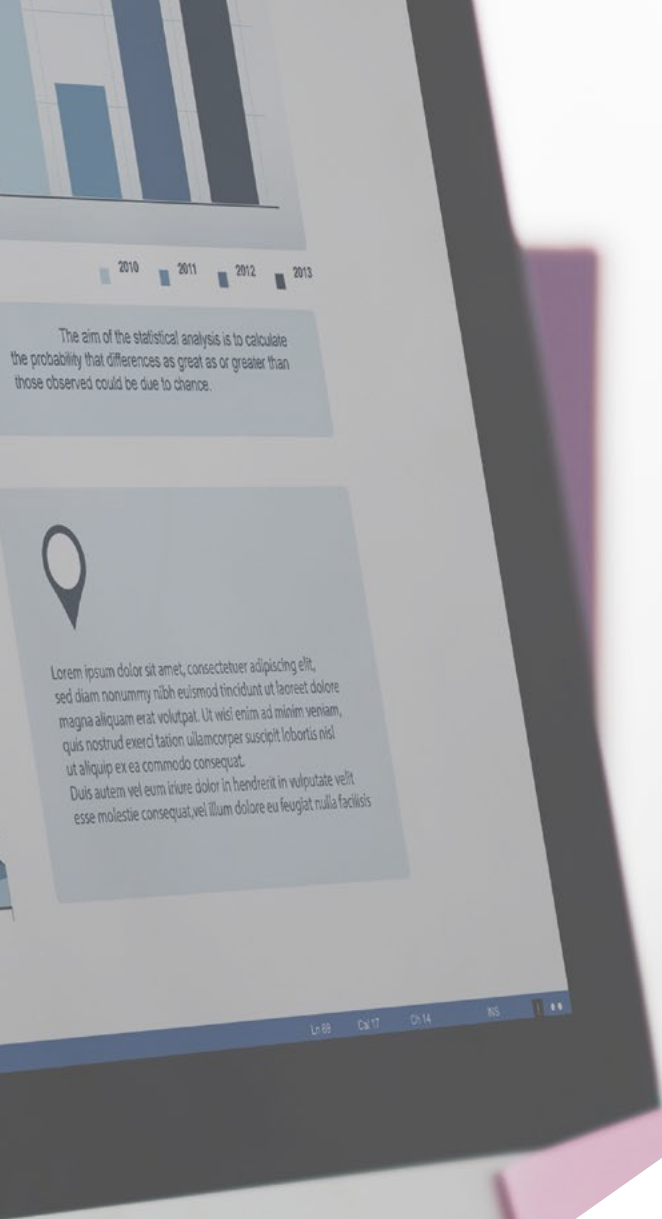 2010 2011 2012 2013
The aim of the statistical analysis is to calculate
the probability that differences as great as or greater than
those observed could be due to chance.
Lorem ipsum dolor sit amet, consectetuer adipiscing elit,
sed diam nonummy nibh euismod tincidunt ut laoreet dolore
magna aliquam erat volutpat. Ut wisi enim ad minim veniam,
quis nostrud exerci tation ullamcorper suscipit lobortis nisl
ut aliquip ex ea commodo consequat.
Duis autem vel eum iriure dolor in hendrerit in vulputate velit
esse molestie consequat,vel illum dolore eu feugiat nulla facilisis
Ln 69 Col 17 Ch 14 INS